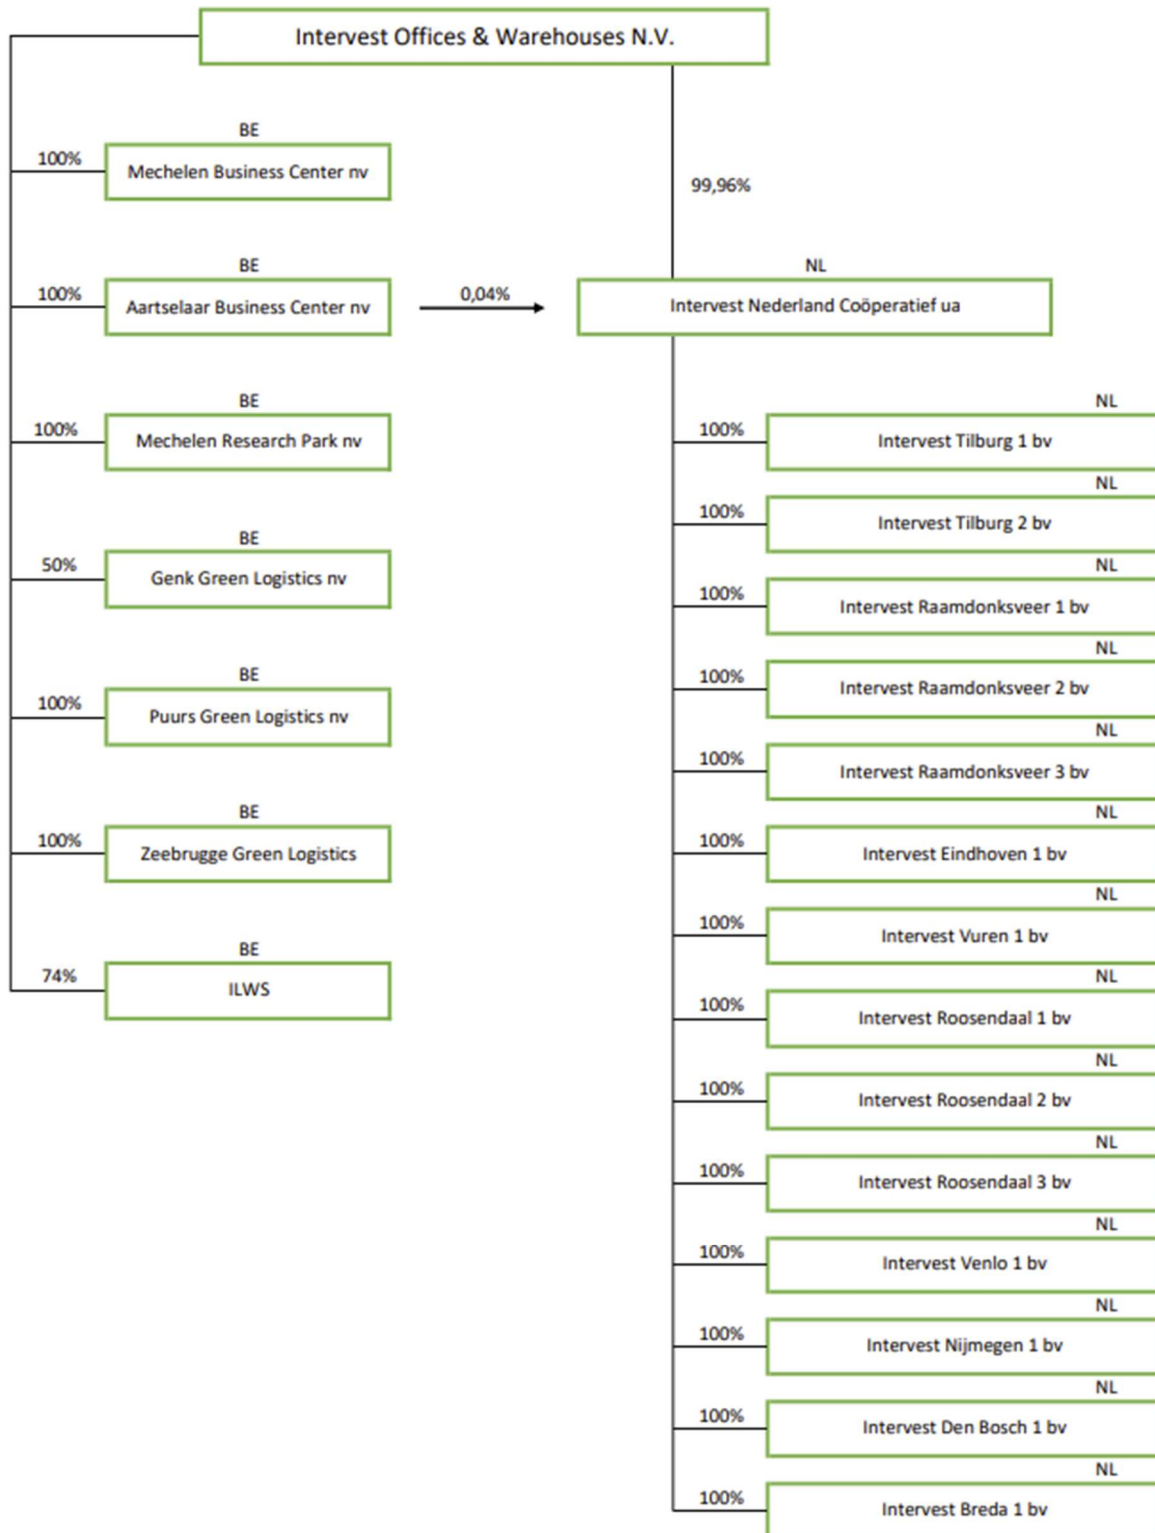 Intervest Offices & Warehouses N.V.
BE
100%
Mechelen Business Center nv
99,96%
BE
100%
Aartselaar Business Center nv
0,04%
NL
Intervest Nederland Coöperatief ua
BE
100%
Mechelen Research Park nv
BE
50%
Genk Green Logistics nv
BE
100%
Puurs Green Logistics nv
BE
100%
Zeebrugge Green Logistics
BE
74%
ILWS
NL
100%
Intervest Tilburg 1 bv
NL
100%
Intervest Tilburg 2 bv
NL
100%
Intervest Raamdonksveer 1 bv
NL
100%
Intervest Raamdonksveer 2 bv
NL
100%
Intervest Raamdonksveer 3 bv
NL
100%
Intervest Eindhoven 1 bv
NL
100%
Intervest Vuren 1 bv
NL
100%
Intervest Roosendaal 1 bv
NL
100%
Intervest Roosendaal 2 bv
NL
100%
Intervest Roosendaal 3 bv
NL
100%
Intervest Venlo 1 bv
NL
100%
Intervest Nijmegen 1 bv
NL
100%
Intervest Den Bosch 1 bv
NL
100%
Intervest Breda 1 bv